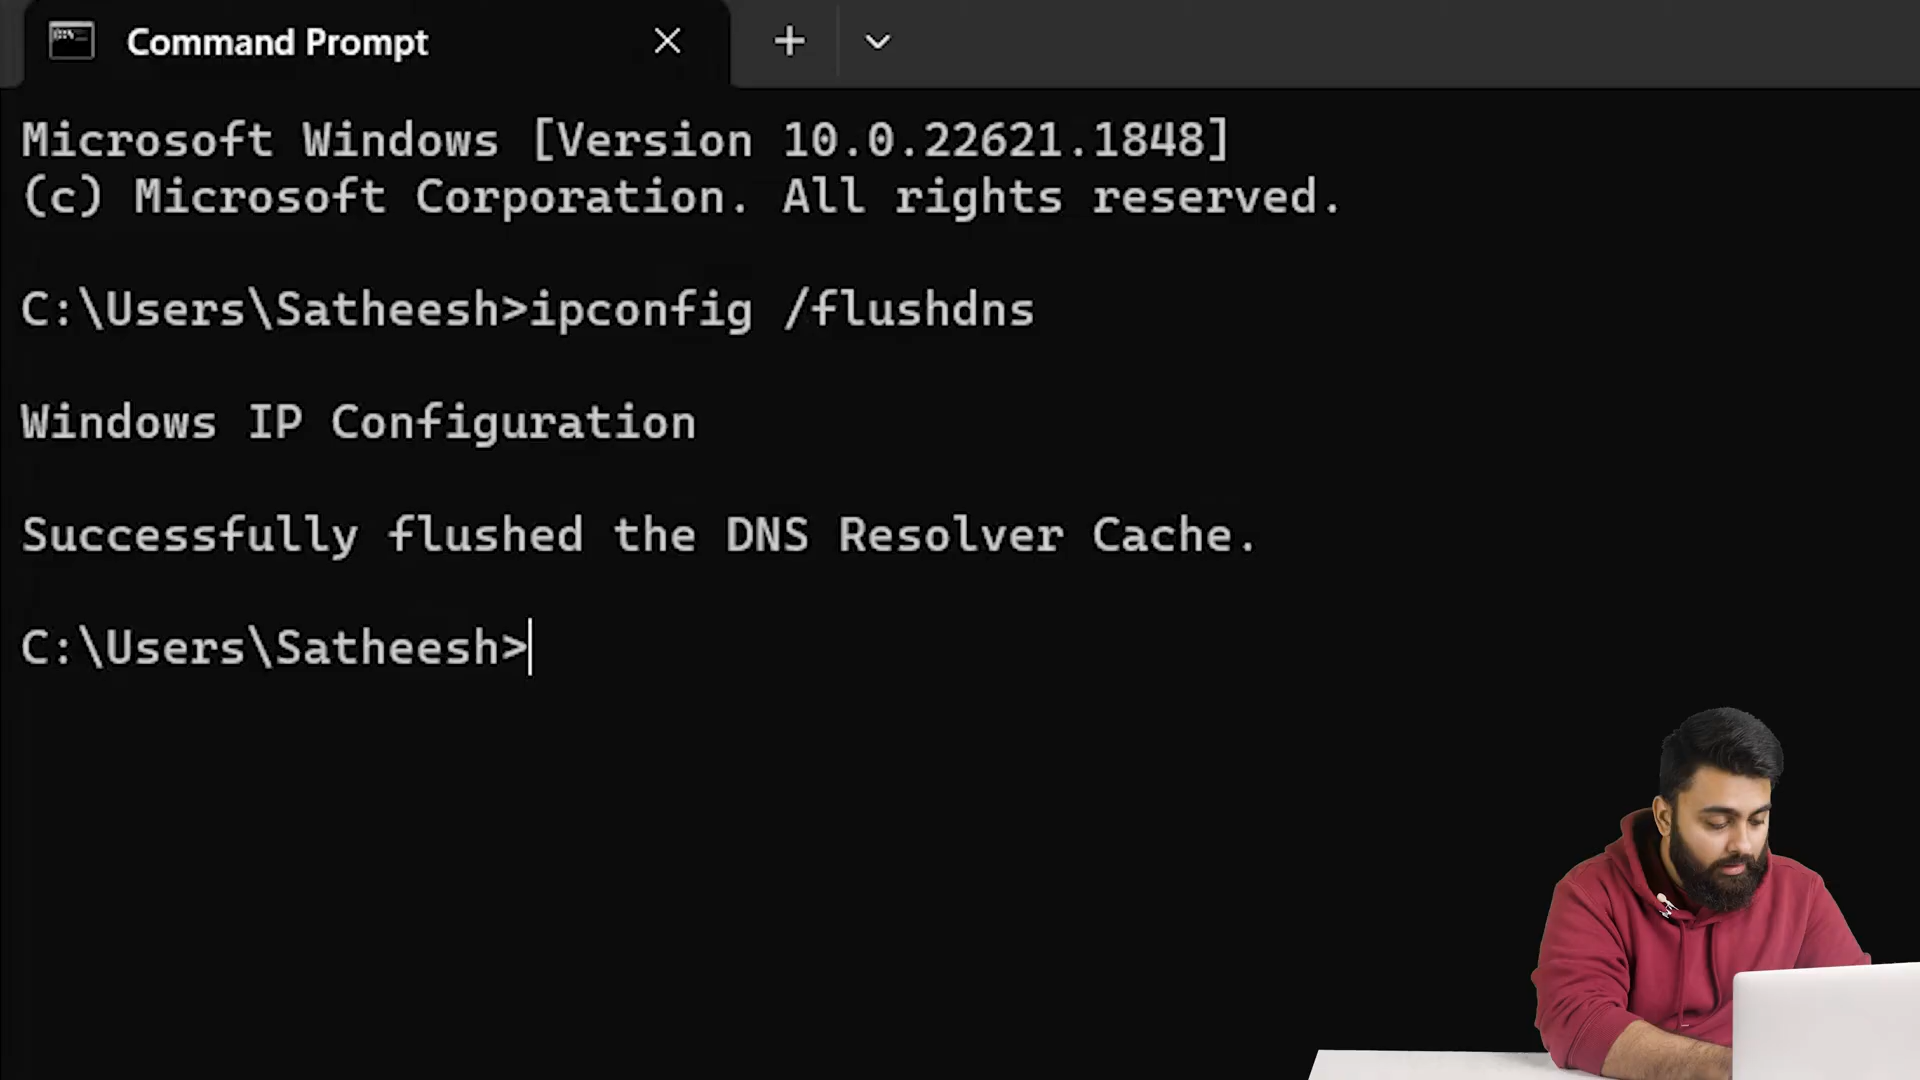 Command Prompt
Microsoft Windows [Version 10.0.22621.1848]
(c) Microsoft Corporation. All rights reserved.
C:\Users\Satheesh>ipconfig /flushdns
Windows IP Configuration
Successfully flushed the DNS Resolver Cache.
C:\Users\Satheesh>